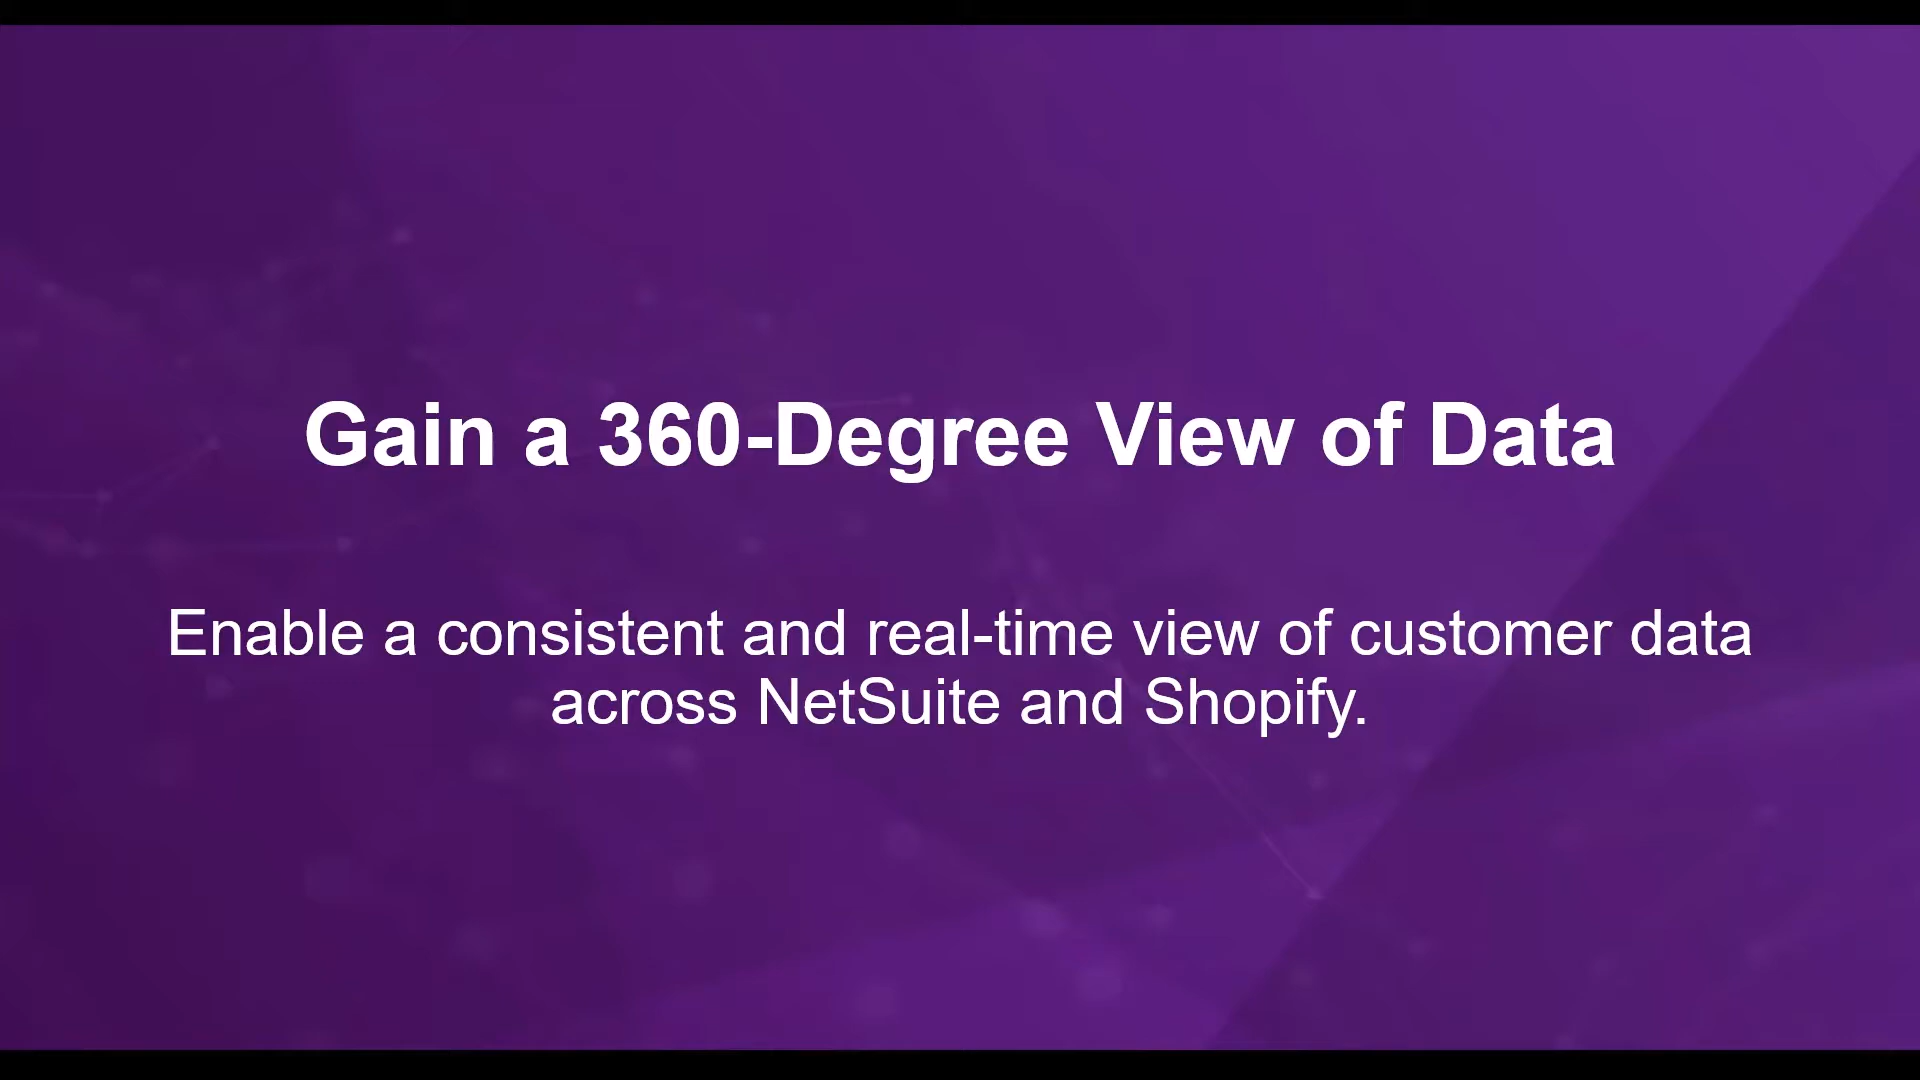 Gain a 360-Degree View of Data
Enable a consistent and real-time view of customer data
across NetSuite and Shopify.